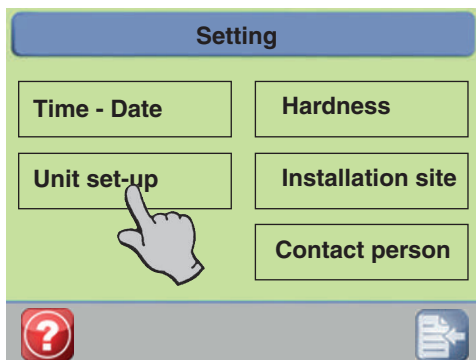 Setting
Time - Date
Hardness
Unit set-up
Installation site
Contact person
?